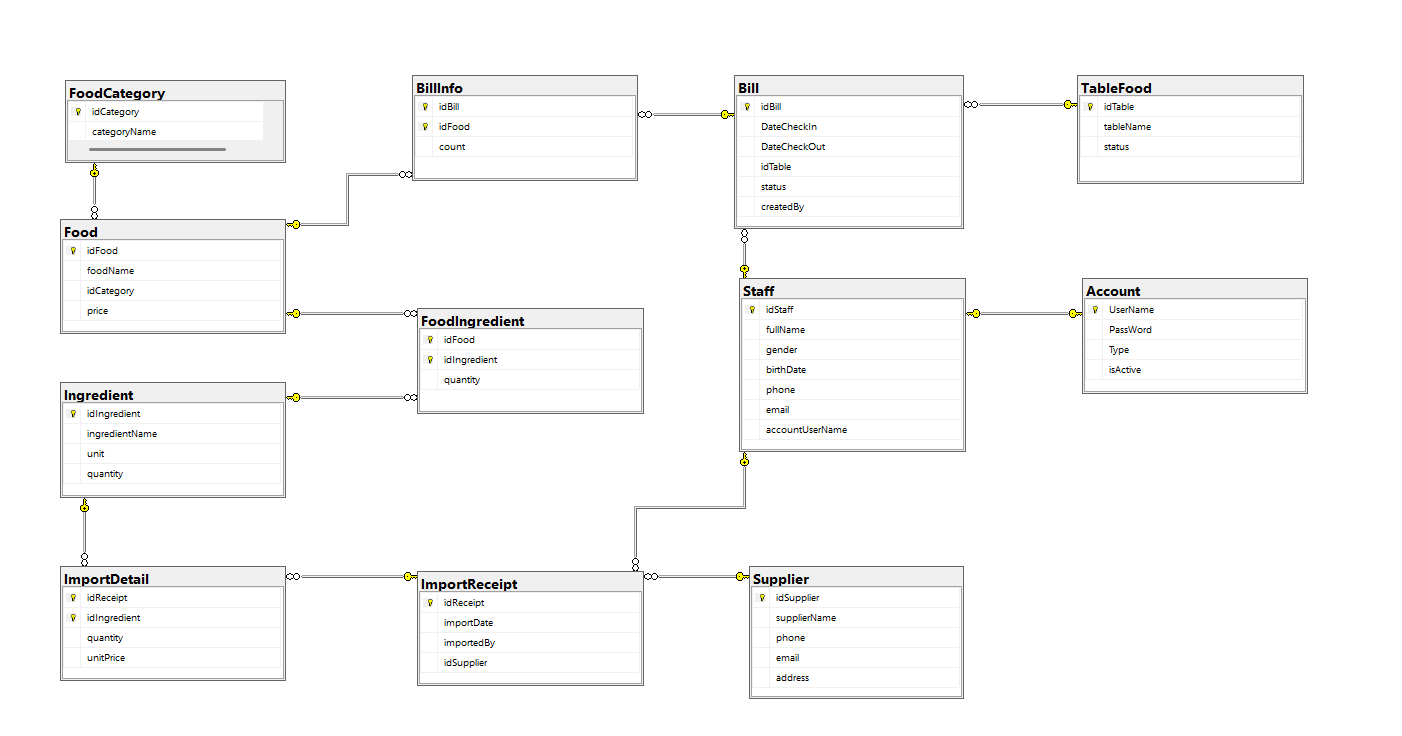 FoodCategory
idCategory
categoryName
BillInfo
idBill
idFood
count
Bill
idBill
DateCheckIn
DateCheckOut
idTable
status
createdBy
TableFood
idTable
tableName
status
Food
idFood
foodName
idCategory
price
FoodIngredient
idFood
idIngredient
quantity
Staff
idStaff
fullName
gender
birthDate
phone
email
accountUserName
Account
UserName
PassWord
Type
isActive
Ingredient
idIngredient
ingredientName
unit
quantity
ImportDetail
idReceipt
idIngredient
quantity
unitPrice
ImportReceipt
idReceipt
importDate
importedBy
idSupplier
Supplier
idSupplier
supplierName
phone
email
address